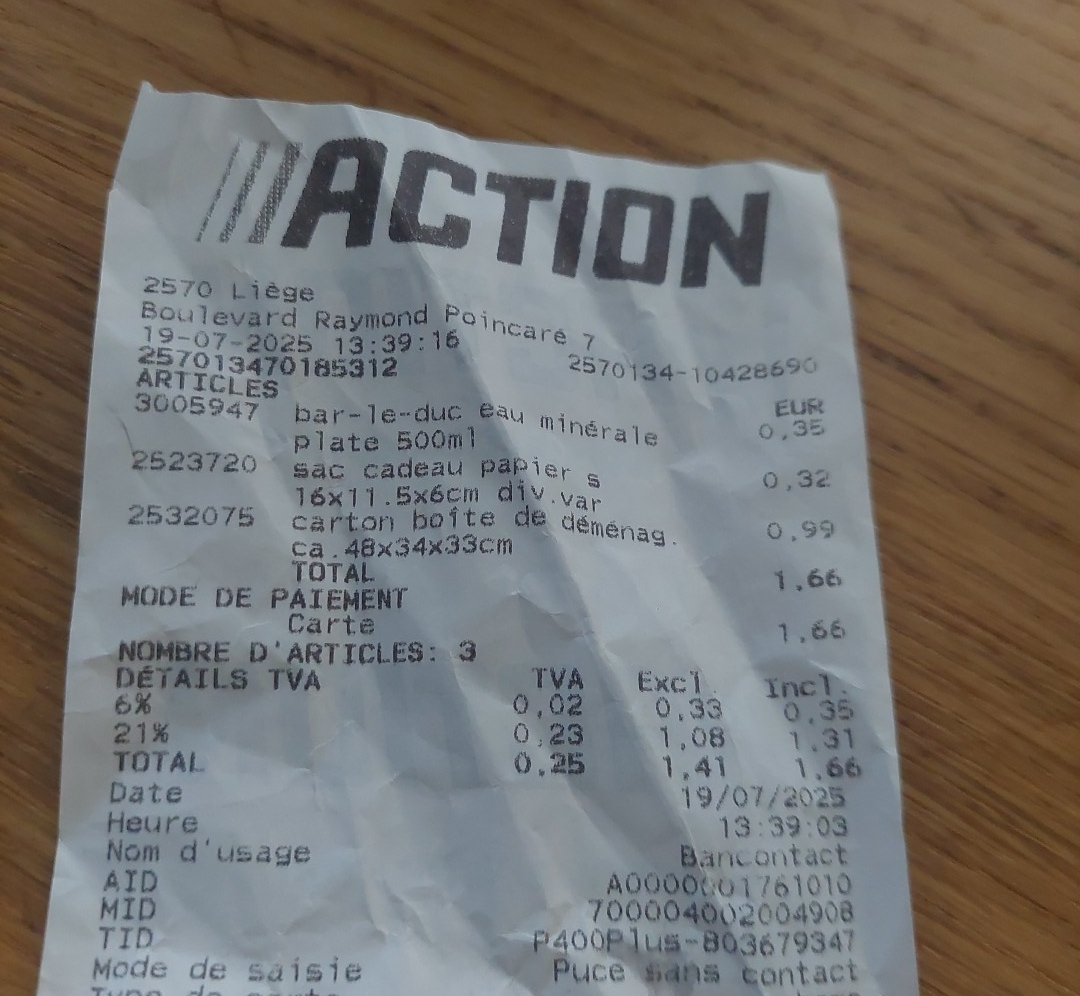 ACTION
2570 Liège
Boulevard Raymond Poincaré 7
19-07-2025 13:39:16
257013470185312 2570134-10428690
ARTICLES EUR
3005947 bar-le-duc eau minérale 0,35
plate 500ml
2523720 sac cadeau papier s 0,32
16x11.5x6cm div.var
2532075 carton boîte de déménag. 0,99
ca.48x34x33cm
TOTAL 1,66
MODE DE PAIEMENT
Carte 1,66
NOMBRE D'ARTICLES: 3
DÉTAILS TVA TVA Excl. Incl.
6% 0,02 0,33 0,35
21% 0,23 1,08 1,31
TOTAL 0,25 1,41 1,66
Date 19/07/2025
Heure 13:39:03
Nom d'usage Bancontact
AID A0000001761010
MID 700004002004908
TID P400Plus-803679347
Mode de saisie Puce sans contact